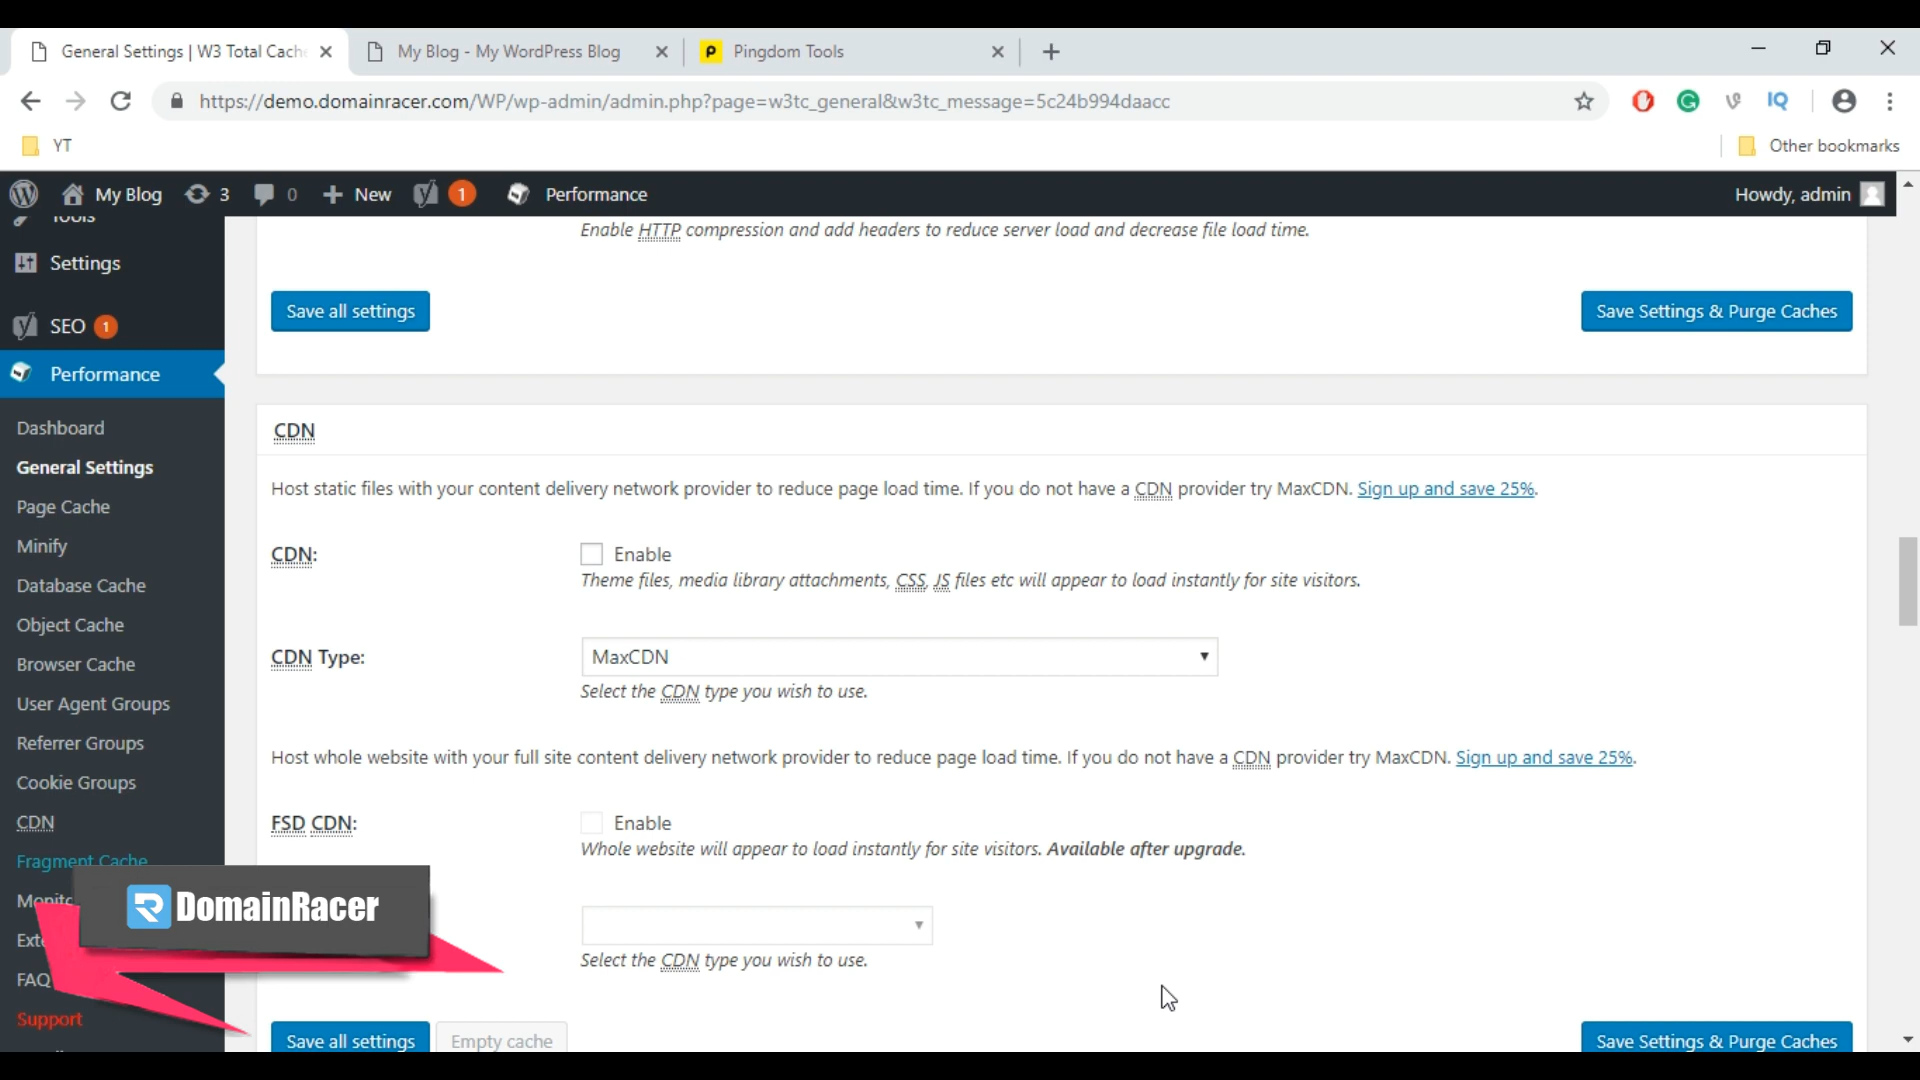 General Settings | W3 Total Cache
My Blog - My WordPress Blog
Pingdom Tools
https://demo.domainracer.com/WP/wp-admin/admin.php?page=w3tc_general&w3tc_message=5c24b994daacc
IQ
YT
Other bookmarks
My Blog
3
0
New
1
Performance
Howdy, admin
Tools
Settings
SEO 1
Performance
Dashboard
General Settings
Page Cache
Minify
Database Cache
Object Cache
Browser Cache
User Agent Groups
Referrer Groups
Cookie Groups
CDN
Fragment Cache
FAQ
Support
DomainRacer
Enable HTTP compression and add headers to reduce server load and decrease file load time.
Save all settings
Save Settings & Purge Caches
CDN
Host static files with your content delivery network provider to reduce page load time. If you do not have a CDN provider try MaxCDN. Sign up and save 25%.
CDN:
Enable
Theme files, media library attachments, CSS, JS files etc will appear to load instantly for site visitors.
CDN Type:
MaxCDN
Select the CDN type you wish to use.
Host whole website with your full site content delivery network provider to reduce page load time. If you do not have a CDN provider try MaxCDN. Sign up and save 25%.
FSD CDN:
Enable
Whole website will appear to load instantly for site visitors. Available after upgrade.
Select the CDN type you wish to use.
Save all settings
Empty cache
Save Settings & Purge Caches